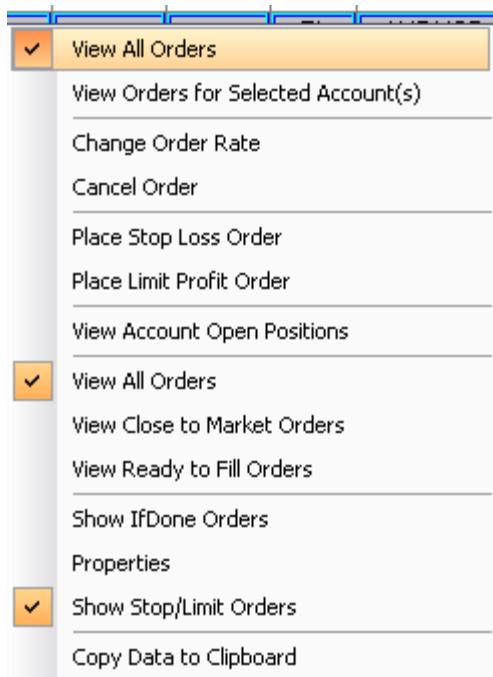 View All Orders
View Orders for Selected Account(s)
Change Order Rate
Cancel Order
Place Stop Loss Order
Place Limit Profit Order
View Account Open Positions
View All Orders
View Close to Market Orders
View Ready to Fill Orders
Show IfDone Orders
Properties
Show Stop/Limit Orders
Copy Data to Clipboard